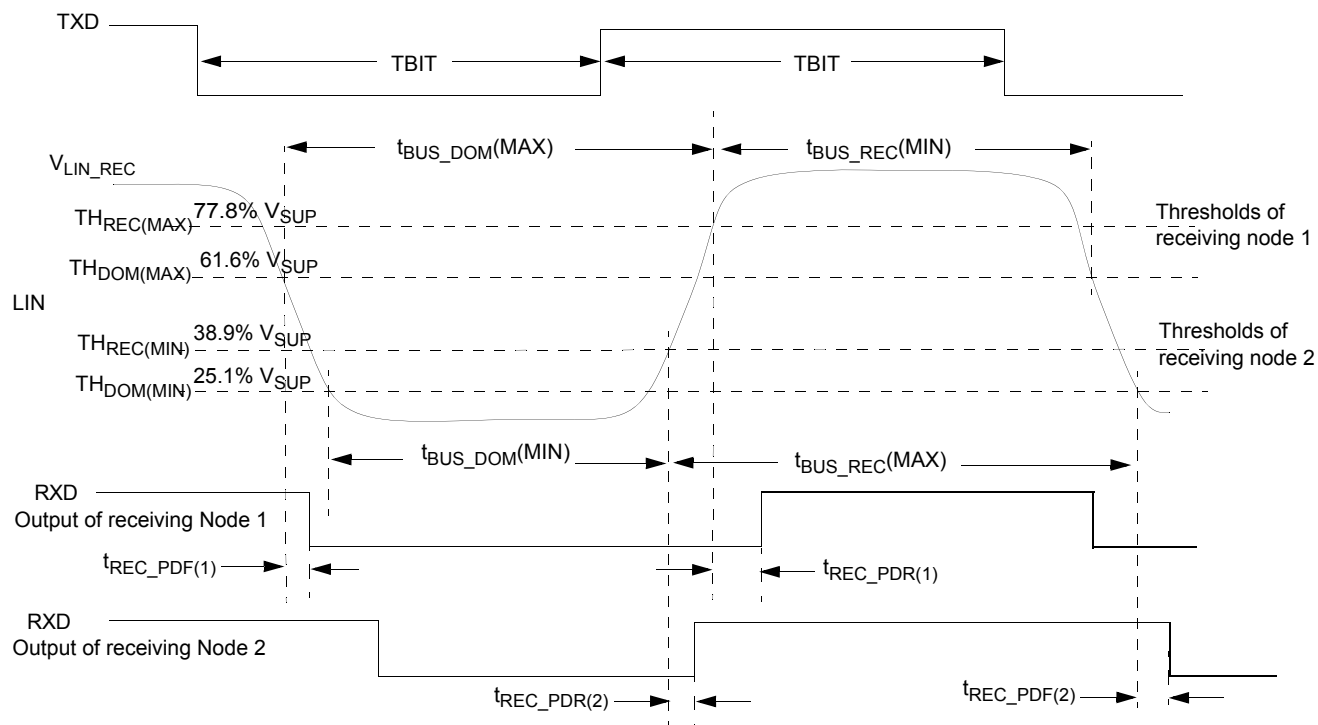 TXD
TBIT
TBIT
tBUS_DOM(MAX)
tBUS_REC(MIN)
VLIN_REC
THREC(MAX)
77.8% VSUP
Thresholds of
receiving node 1
THDOM(MAX)
61.6% VSUP
LIN
THREC(MIN)
38.9% VSUP
Thresholds of
receiving node 2
THDOM(MIN)
25.1% VSUP
tBUS_DOM(MIN)
tBUS_REC(MAX)
RXD
Output of receiving Node 1
tREC_PDF(1)
tREC_PDR(1)
RXD
Output of receiving Node 2
tREC_PDR(2)
tREC_PDF(2)